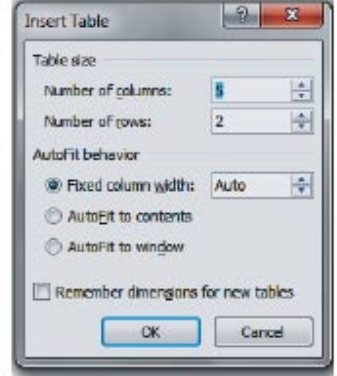 Insert Table
Table size
Number of columns: 5
Number of rows: 2
AutoFit behavior
Fixed column width: Auto
AutoFit to contents
AutoFit to window
Remember dimensions for new tables
OK Cancel